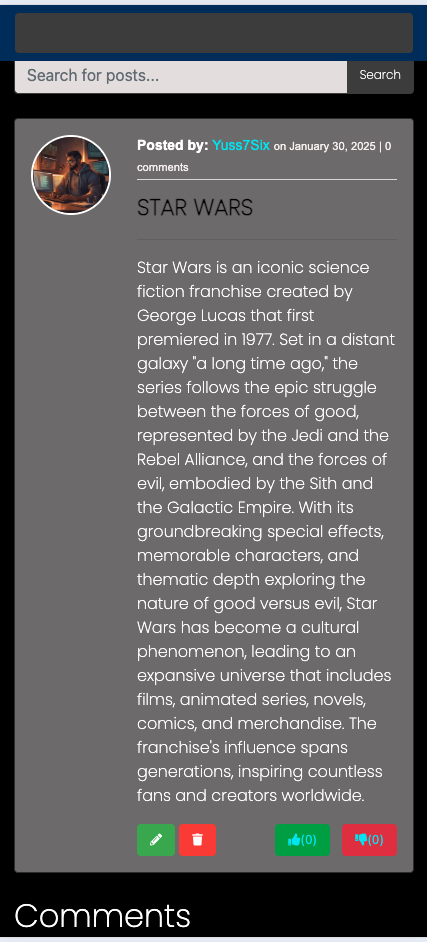 Search for posts...
Search
Posted by: Yuss7Six on January 30, 2025 | 0
comments
STAR WARS
Star Wars is an iconic science
fiction franchise created by
George Lucas that first
premiered in 1977. Set in a distant
galaxy "a long time ago," the
series follows the epic struggle
between the forces of good,
represented by the Jedi and the
Rebel Alliance, and the forces of
evil, embodied by the Sith and
the Galactic Empire. With its
groundbreaking special effects,
memorable characters, and
thematic depth exploring the
nature of good versus evil, Star
Wars has become a cultural
phenomenon, leading to an
expansive universe that includes
films, animated series, novels,
comics, and merchandise. The
franchise's influence spans
generations, inspiring countless
fans and creators worldwide.
(0)
(0)
Comments